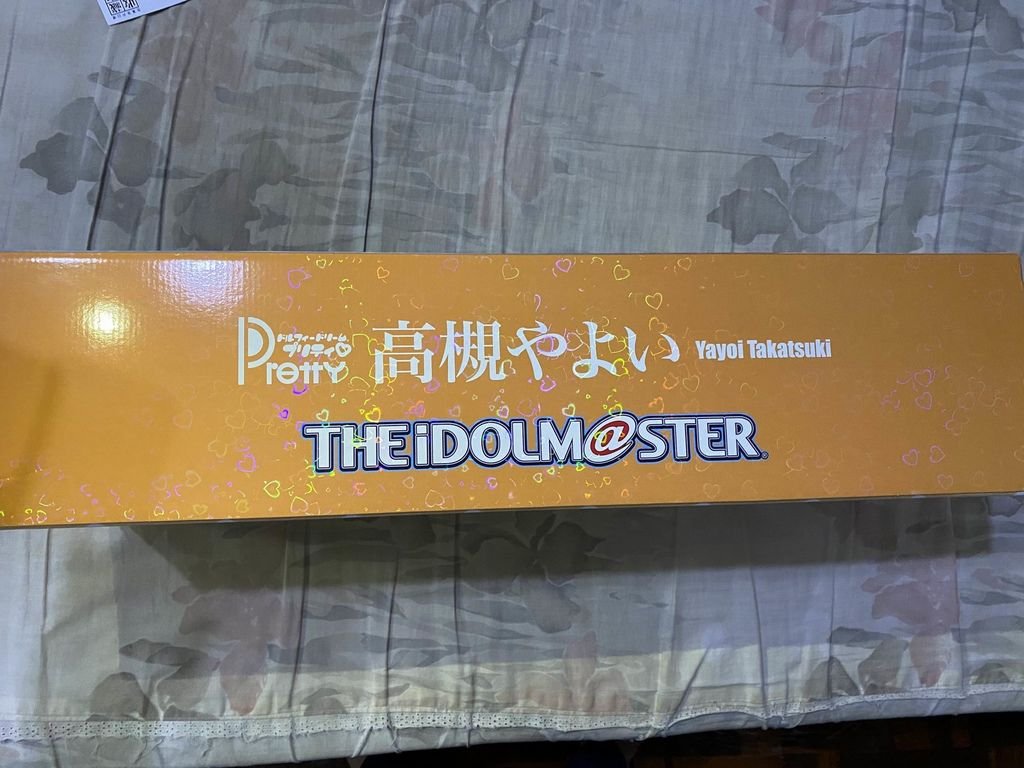 ドルフィードリーム
プリティ♡
Pretty
高槻やよい Yayoi Takatsuki
THE iDOLM@STER®